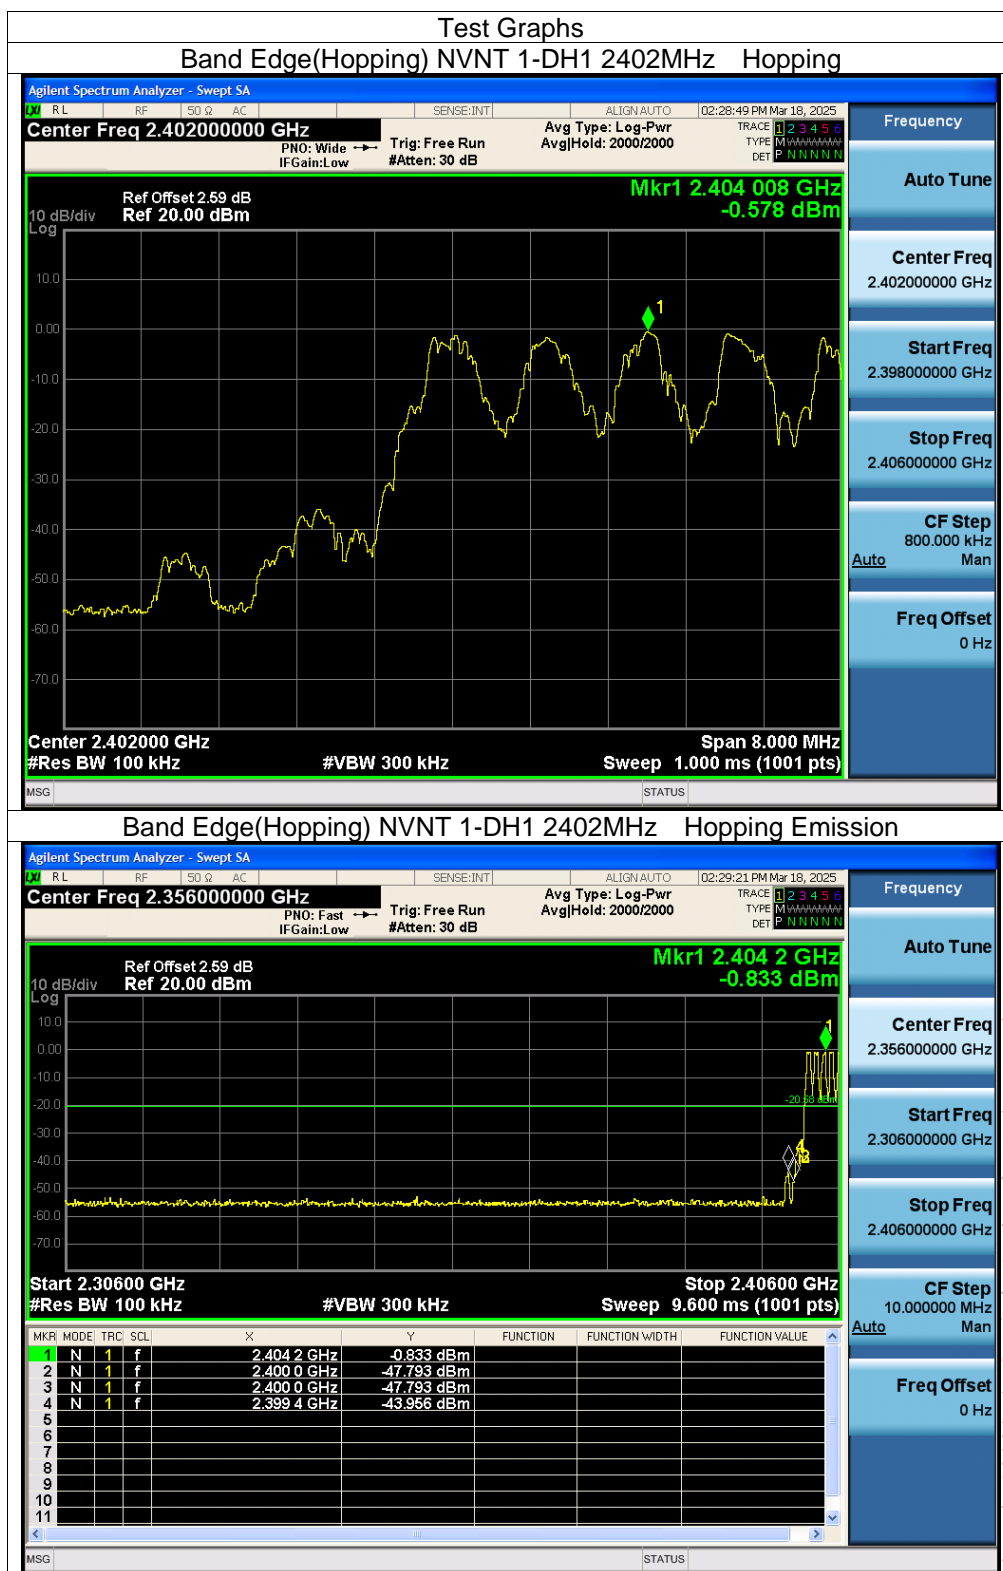 Test Graphs
Band Edge(Hopping) NVNT 1-DH1 2402MHz Hopping
Agilent Spectrum Analyzer - Swept SA
LXI RL RF 50 Ω AC SENSE:INT ALIGN AUTO 02:28:49 PM Mar 18, 2025
Center Freq 2.402000000 GHz
PNO: Wide
IFGain:Low
Trig: Free Run
#Atten: 30 dB
Avg Type: Log-Pwr
Avg|Hold: 2000/2000
TRACE 1 2 3 4 5 6
TYPE M
DET P N N N N N
Ref Offset 2.59 dB
10 dB/div Ref 20.00 dBm
Log
Mkr1 2.404 008 GHz
-0.578 dBm
1
10.0
0.00
-10.0
-20.0
-30.0
-40.0
-50.0
-60.0
-70.0
Center 2.402000 GHz Span 8.000 MHz
#Res BW 100 kHz #VBW 300 kHz Sweep 1.000 ms (1001 pts)
MSG STATUS
Frequency
Auto Tune
Center Freq
2.402000000 GHz
Start Freq
2.398000000 GHz
Stop Freq
2.406000000 GHz
CF Step
800.000 kHz
Auto Man
Freq Offset
0 Hz
Band Edge(Hopping) NVNT 1-DH1 2402MHz Hopping Emission
Agilent Spectrum Analyzer - Swept SA
LXI RL RF 50 Ω AC SENSE:INT ALIGN AUTO 02:29:21 PM Mar 18, 2025
Center Freq 2.356000000 GHz
PNO: Fast
IFGain:Low
Trig: Free Run
#Atten: 30 dB
Avg Type: Log-Pwr
Avg|Hold: 2000/2000
TRACE 1 2 3 4 5 6
TYPE M
DET P N N N N N
Ref Offset 2.59 dB
10 dB/div Ref 20.00 dBm
Log
Mkr1 2.404 2 GHz
-0.833 dBm
1
10.0
0.00
-10.0
-20.0
-20.58 dBm
-30.0
-40.0
-50.0
-60.0
-70.0
Start 2.30600 GHz Stop 2.40600 GHz
#Res BW 100 kHz #VBW 300 kHz Sweep 9.600 ms (1001 pts)
MKR MODE TRC SCL X Y FUNCTION FUNCTION WIDTH FUNCTION VALUE
1 N 1 f 2.404 2 GHz -0.833 dBm
2 N 1 f 2.400 0 GHz -47.793 dBm
3 N 1 f 2.400 0 GHz -47.793 dBm
4 N 1 f 2.399 4 GHz -43.956 dBm
5
6
7
8
9
10
11
MSG STATUS
Frequency
Auto Tune
Center Freq
2.356000000 GHz
Start Freq
2.306000000 GHz
Stop Freq
2.406000000 GHz
CF Step
10.000000 MHz
Auto Man
Freq Offset
0 Hz